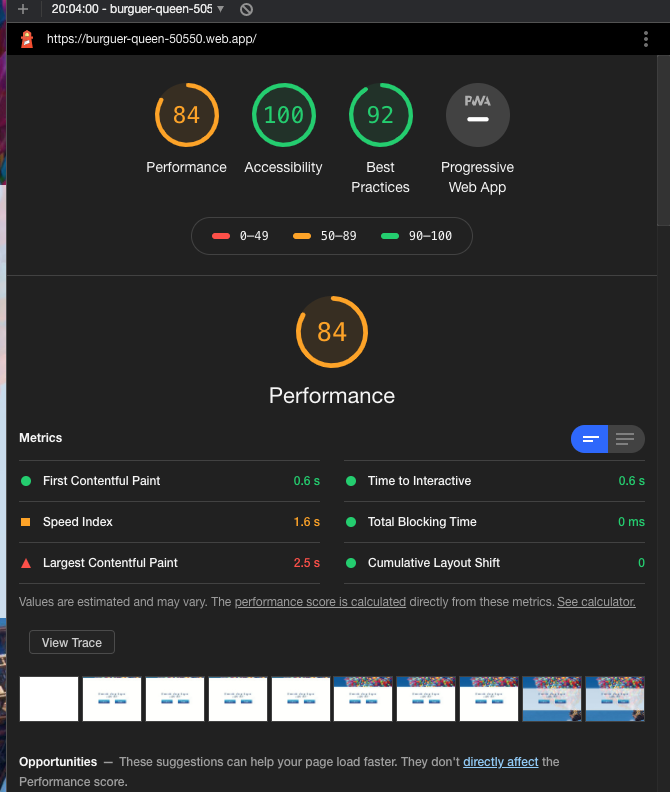 20:04:00 - burguer-queen-505
https://burguer-queen-50550.web.app/
84
100
92
PWA
Performance
Accessibility
Best
Practices
Progressive
Web App
0–49
50–89
90–100
84
Performance
Metrics
First Contentful Paint
0.6 s
Time to Interactive
0.6 s
Speed Index
1.6 s
Total Blocking Time
0 ms
Largest Contentful Paint
2.5 s
Cumulative Layout Shift
0
Values are estimated and may vary. The performance score is calculated directly from these metrics. See calculator.
View Trace
Opportunities — These suggestions can help your page load faster. They don't directly affect the
Performance score.